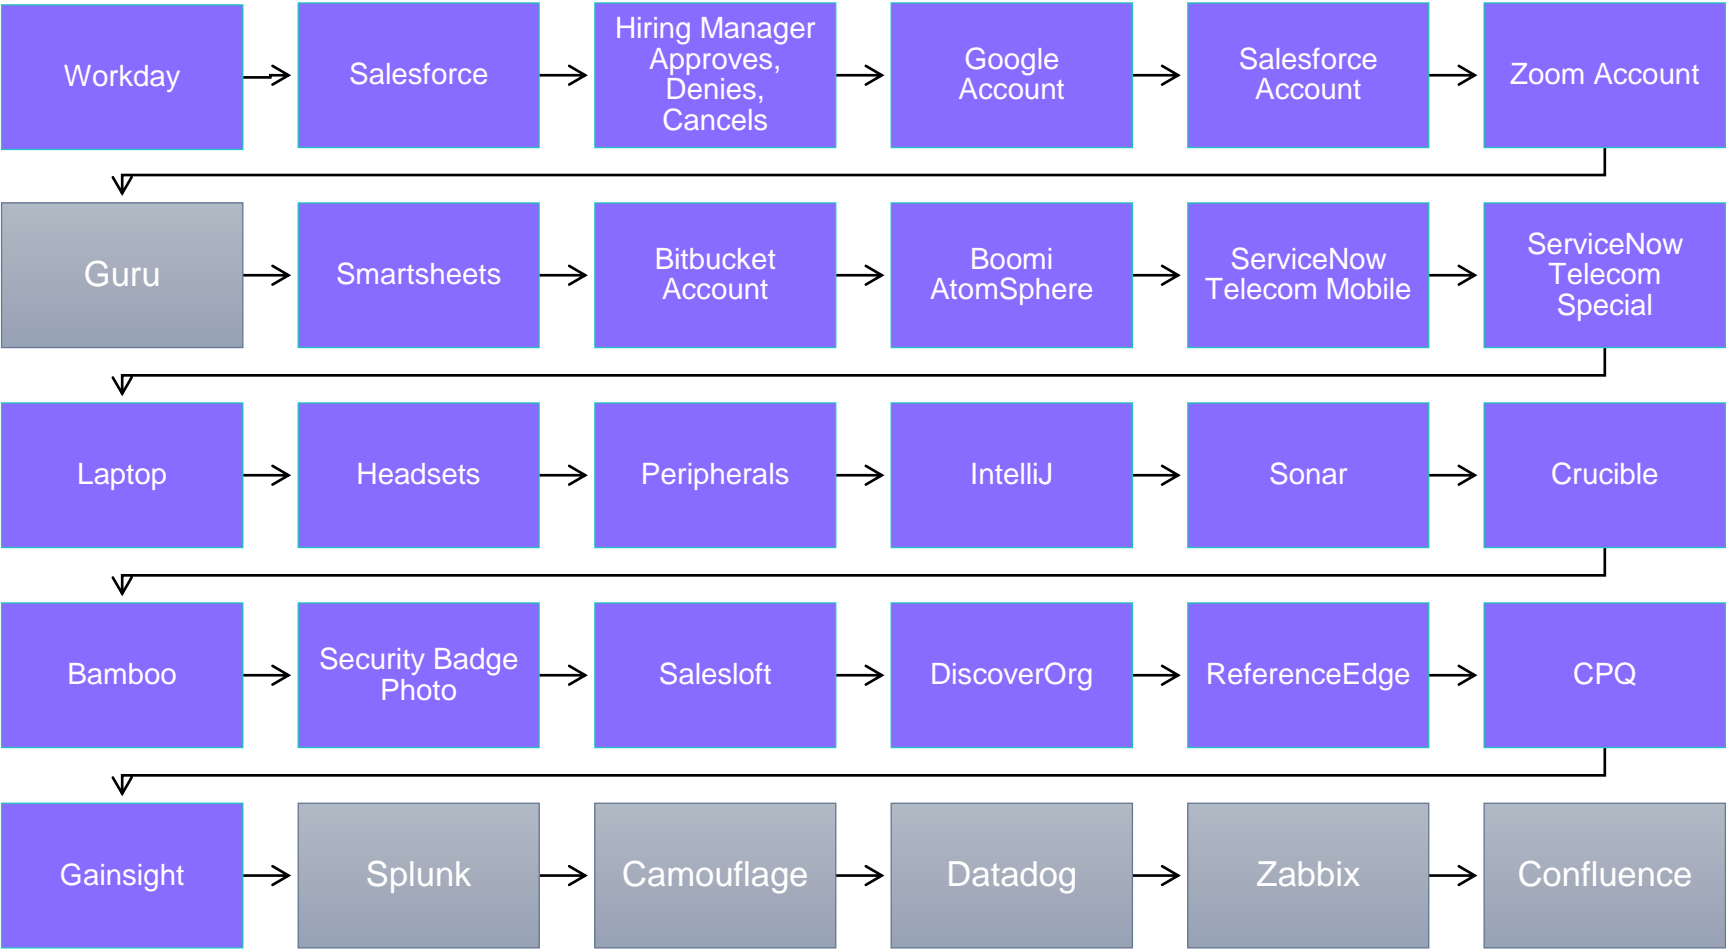 Workday
Salesforce
Hiring Manager
Approves,
Denies,
Cancels
Google
Account
Salesforce
Account
Zoom Account
Guru
Smartsheets
Bitbucket
Account
Boomi
AtomSphere
ServiceNow
Telecom Mobile
ServiceNow
Telecom
Special
Laptop
Headsets
Peripherals
IntelliJ
Sonar
Crucible
Bamboo
Security Badge
Photo
Salesloft
DiscoverOrg
ReferenceEdge
CPQ
Gainsight
Splunk
Camouflage
Datadog
Zabbix
Confluence